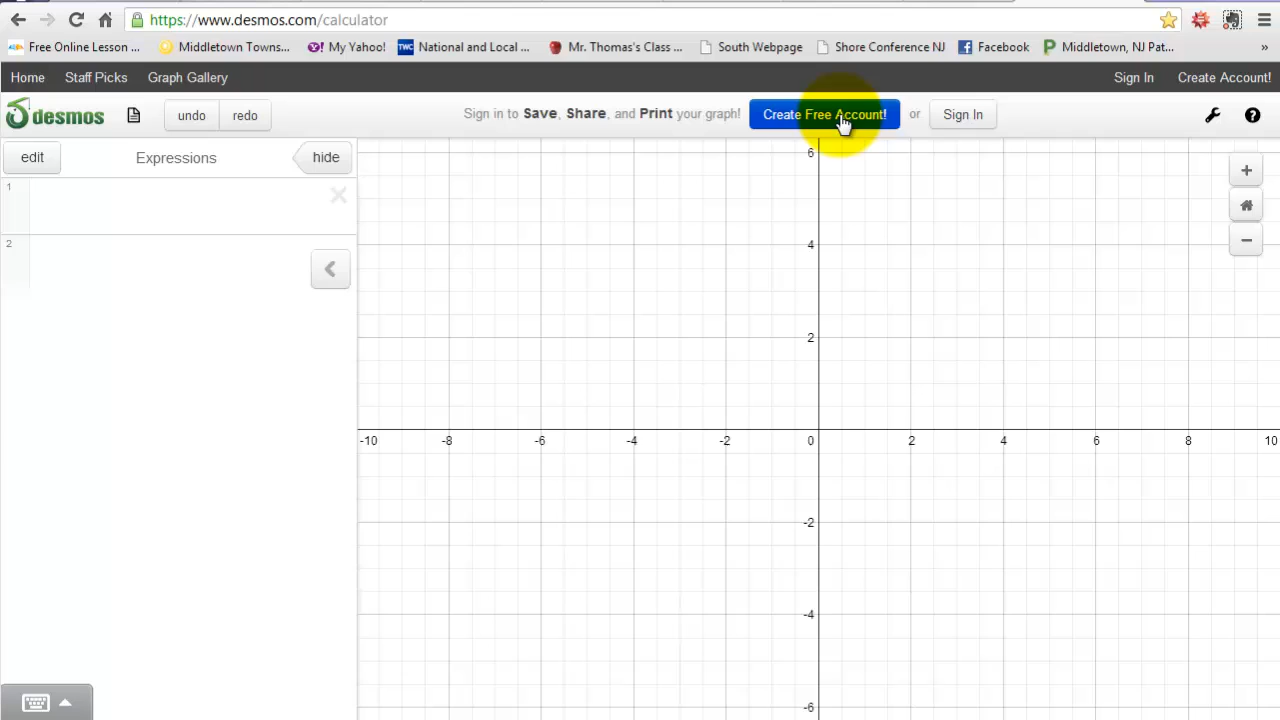 https://www.desmos.com/calculator
Free Online Lesson ... Middletown Towns... My Yahoo! TWC National and Local ... Mr. Thomas's Class ... South Webpage Shore Conference NJ Facebook Middletown, NJ Pat... »
Home Staff Picks Graph Gallery Sign In Create Account!
desmos undo redo Sign in to Save, Share, and Print your graph! Create Free Account! or Sign In ?
edit Expressions hide
1
2
6
4
2
-10 -8 -6 -4 -2 0 2 4 6 8 10
-2
-4
-6